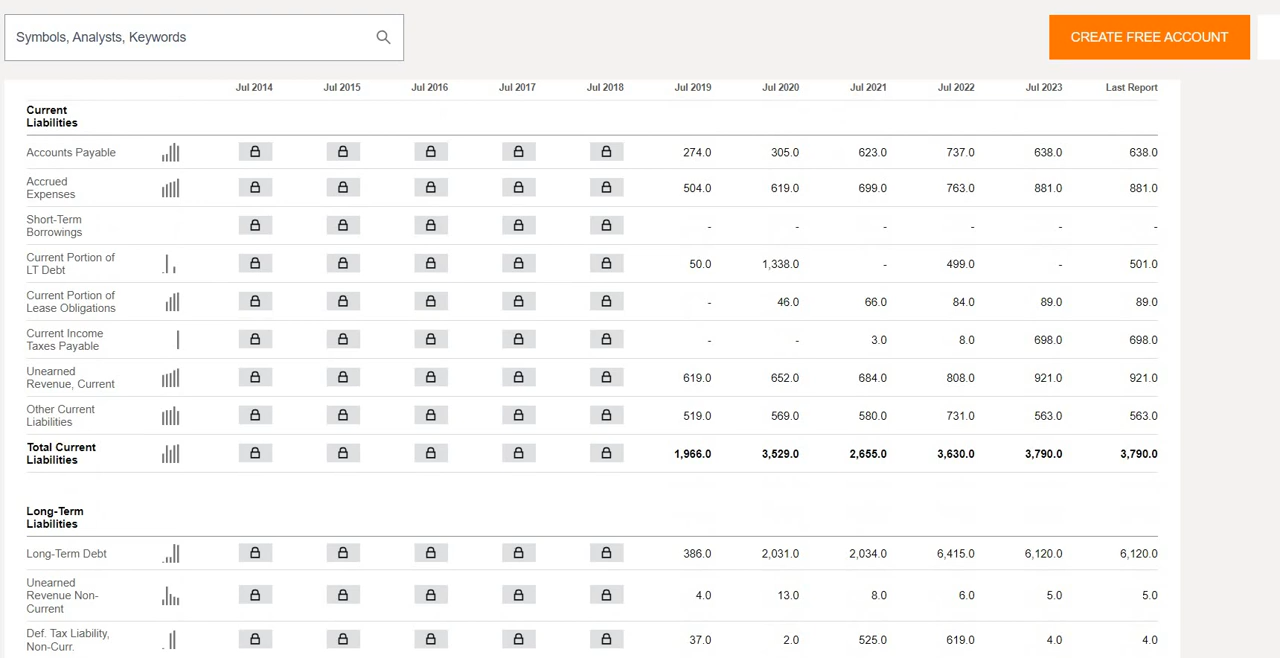 Symbols, Analysts, Keywords
CREATE FREE ACCOUNT
Jul 2014 Jul 2015 Jul 2016 Jul 2017 Jul 2018 Jul 2019 Jul 2020 Jul 2021 Jul 2022 Jul 2023 Last Report
Current
Liabilities
Accounts Payable 274.0 305.0 623.0 737.0 638.0 638.0
Accrued
Expenses 504.0 619.0 699.0 763.0 881.0 881.0
Short-Term
Borrowings - - - - - -
Current Portion of
LT Debt 50.0 1,338.0 - 499.0 - 501.0
Current Portion of
Lease Obligations - 46.0 66.0 84.0 89.0 89.0
Current Income
Taxes Payable - - 3.0 8.0 698.0 698.0
Unearned
Revenue, Current 619.0 652.0 684.0 808.0 921.0 921.0
Other Current
Liabilities 519.0 569.0 580.0 731.0 563.0 563.0
Total Current
Liabilities 1,966.0 3,529.0 2,655.0 3,630.0 3,790.0 3,790.0
Long-Term
Liabilities
Long-Term Debt 386.0 2,031.0 2,034.0 6,415.0 6,120.0 6,120.0
Unearned
Revenue Non-
Current 4.0 13.0 8.0 6.0 5.0 5.0
Def. Tax Liability,
Non-Curr. 37.0 2.0 525.0 619.0 4.0 4.0